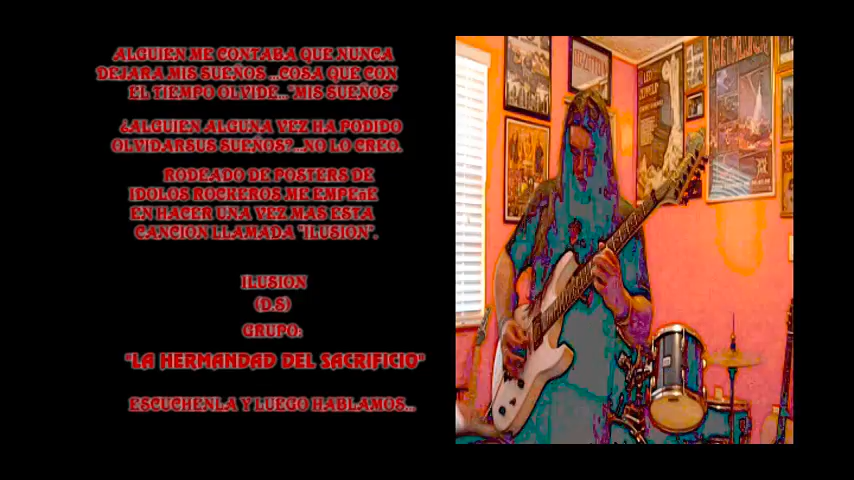 ALGUIEN ME CONTABA QUE NUNCA
DEJARA MIS SUEÑOS ...COSA QUE CON
EL TIEMPO OLVIDE..."MIS SUEÑOS"
¿ALGUIEN ALGUNA VEZ HA PODIDO
OLVIDARSUS SUEÑOS?...NO LO CREO.
RODEADO DE POSTERS DE
IDOLOS ROCKEROS ME EMPEñE
EN HACER UNA VEZ MAS ESTA
CANCION LLAMADA "ILUSION".
ILUSION
(D.S)
GRUPO:
"LA HERMANDAD DEL SACRIFICIO"
ESCUCHENLA Y LUEGO HABLAMOS...